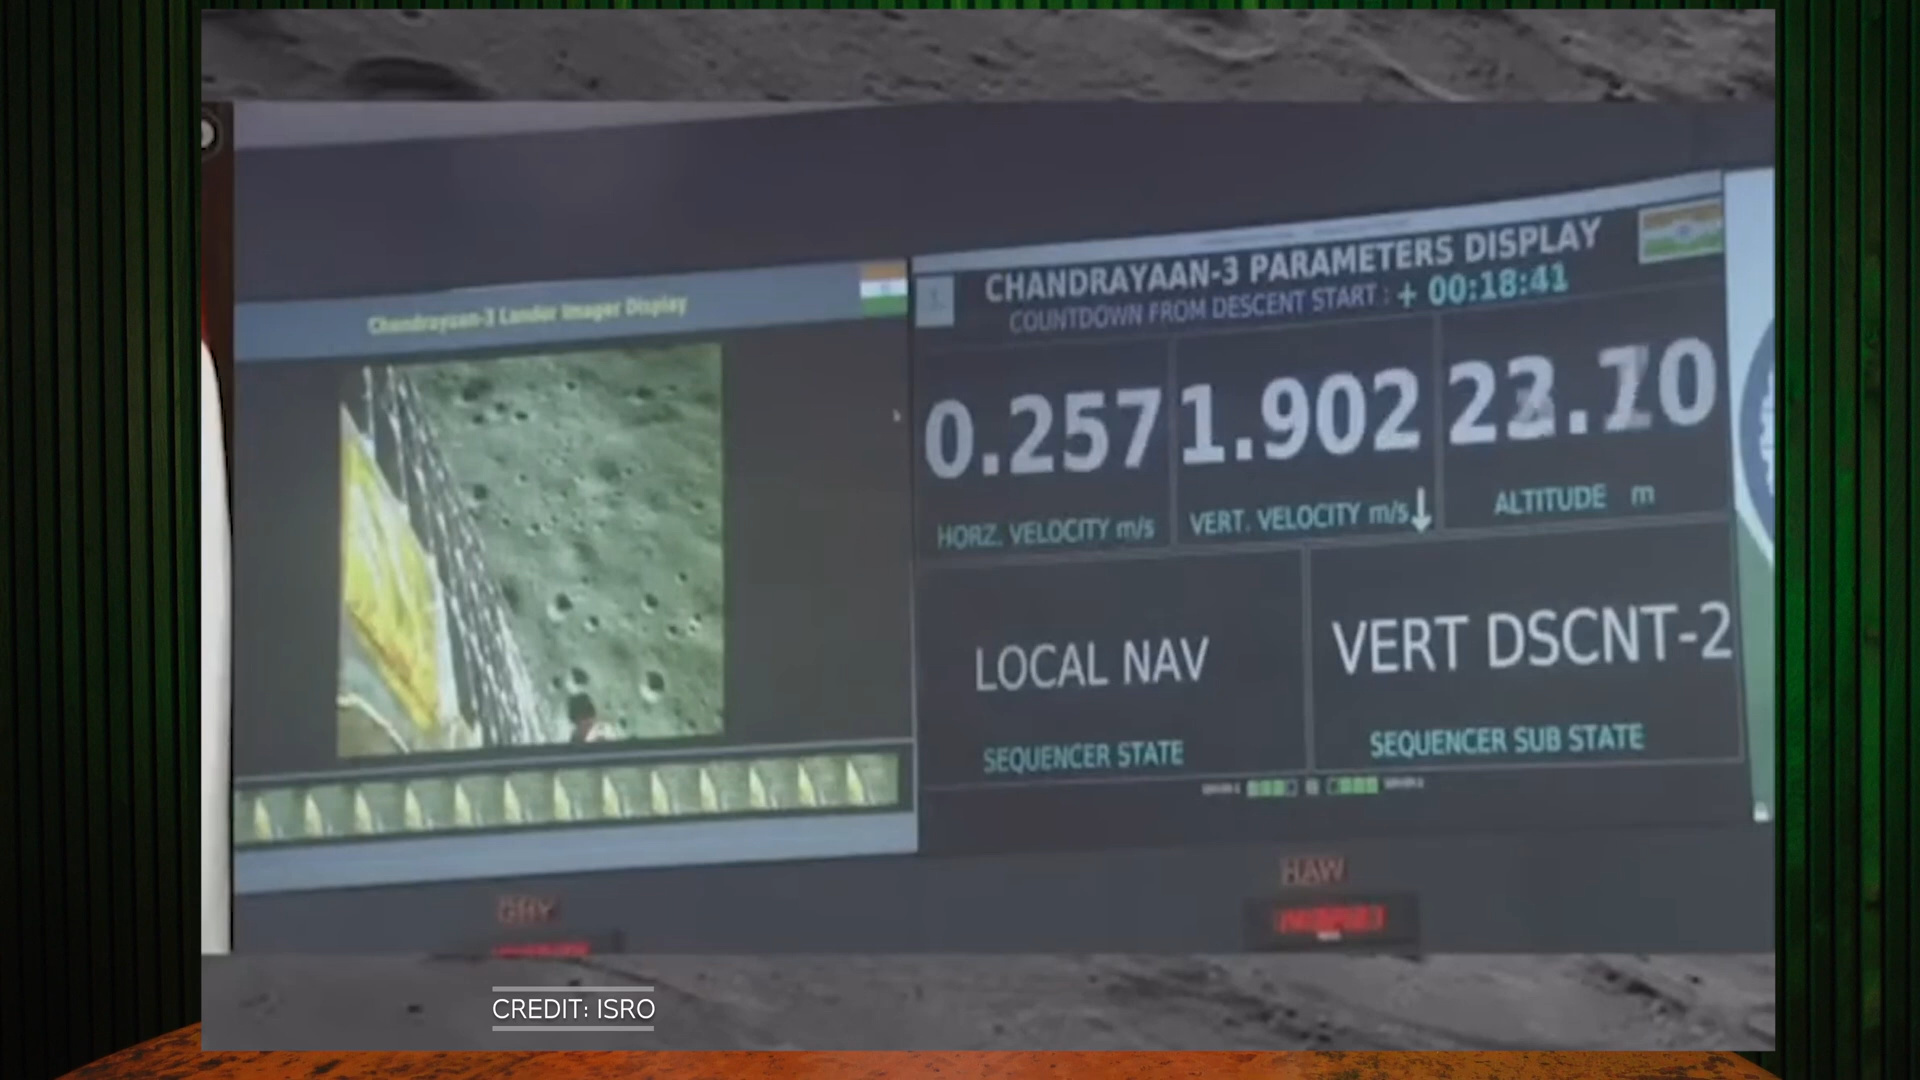 Chandrayaan-3 Lander Imager Display
CHANDRAYAAN-3 PARAMETERS DISPLAY
COUNTDOWN FROM DESCENT START : + 00:18:41
0.257 1.902
HORZ. VELOCITY m/s VERT. VELOCITY m/s ALTITUDE m
LOCAL NAV VERT DSCNT-2
SEQUENCER STATE SEQUENCER SUB STATE
HAW
CREDIT: ISRO